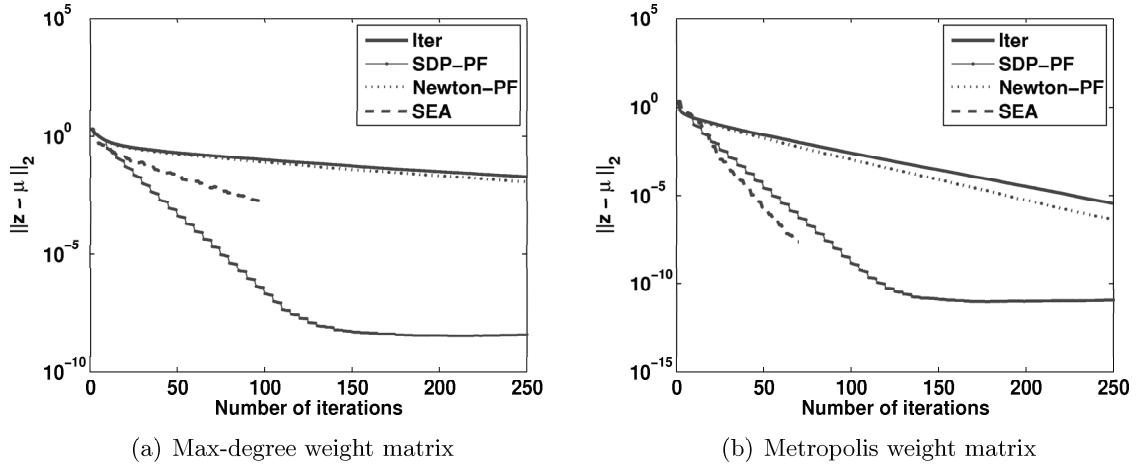 10^5
10^0
10^−5
10^−10
||z − μ||_2
0 50 100 150 200 250
Number of iterations
Iter
SDP−PF
Newton−PF
SEA
(a) Max-degree weight matrix
10^5
10^0
10^−5
10^−10
10^−15
||z − μ||_2
0 50 100 150 200 250
Number of iterations
Iter
SDP−PF
Newton−PF
SEA
(b) Metropolis weight matrix